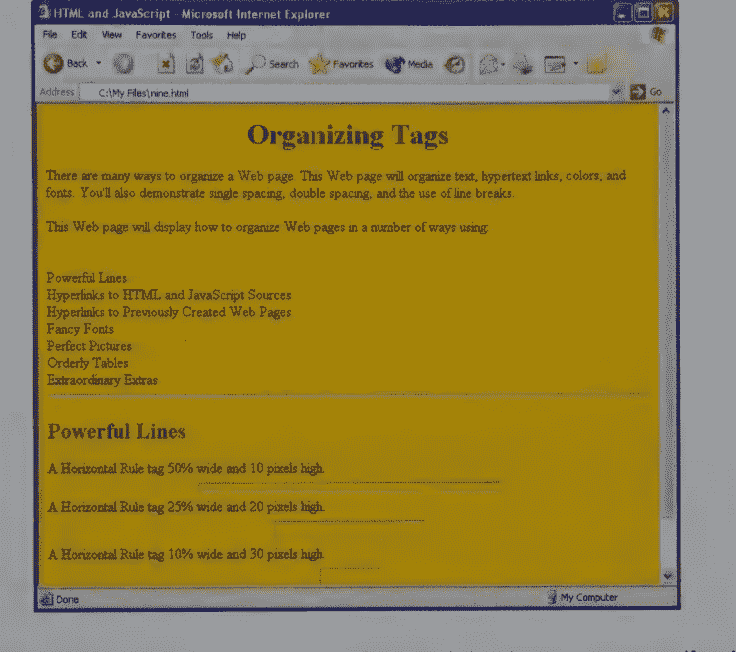 HTML and JavaScript - Microsoft Internet Explorer
File Edit View Favorites Tools Help
Back Search Favorites Media
Address C:\My Files\nine.html Go
Organizing Tags
There are many ways to organize a Web page. This Web page will organize text, hypertext links, colors, and
fonts. You'll also demonstrate single spacing, double spacing, and the use of line breaks.
This Web page will display how to organize Web pages in a number of ways using:
Powerful Lines
Hyperlinks to HTML and JavaScript Sources
Hyperlinks to Previously Created Web Pages
Fancy Fonts
Perfect Pictures
Orderly Tables
Extraordinary Extras
Powerful Lines
A Horizontal Rule tag 50% wide and 10 pixels high.
A Horizontal Rule tag 25% wide and 20 pixels high.
A Horizontal Rule tag 10% wide and 30 pixels high.
Done My Computer